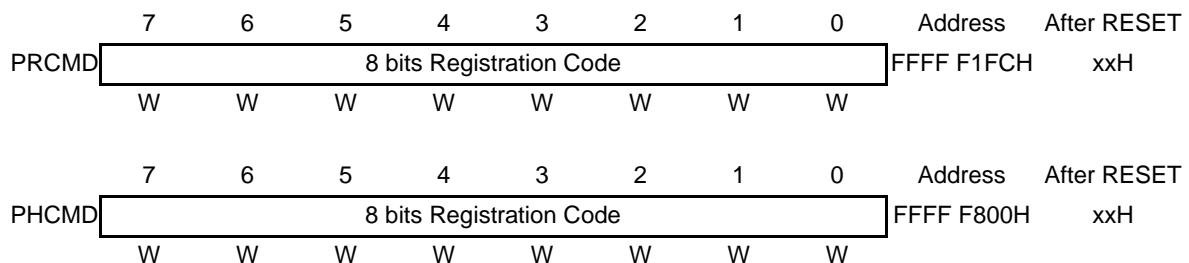 7 6 5 4 3 2 1 0 Address After RESET
PRCMD 8 bits Registration Code FFFF F1FCH xxH
W W W W W W W W
7 6 5 4 3 2 1 0 Address After RESET
PHCMD 8 bits Registration Code FFFF F800H xxH
W W W W W W W W